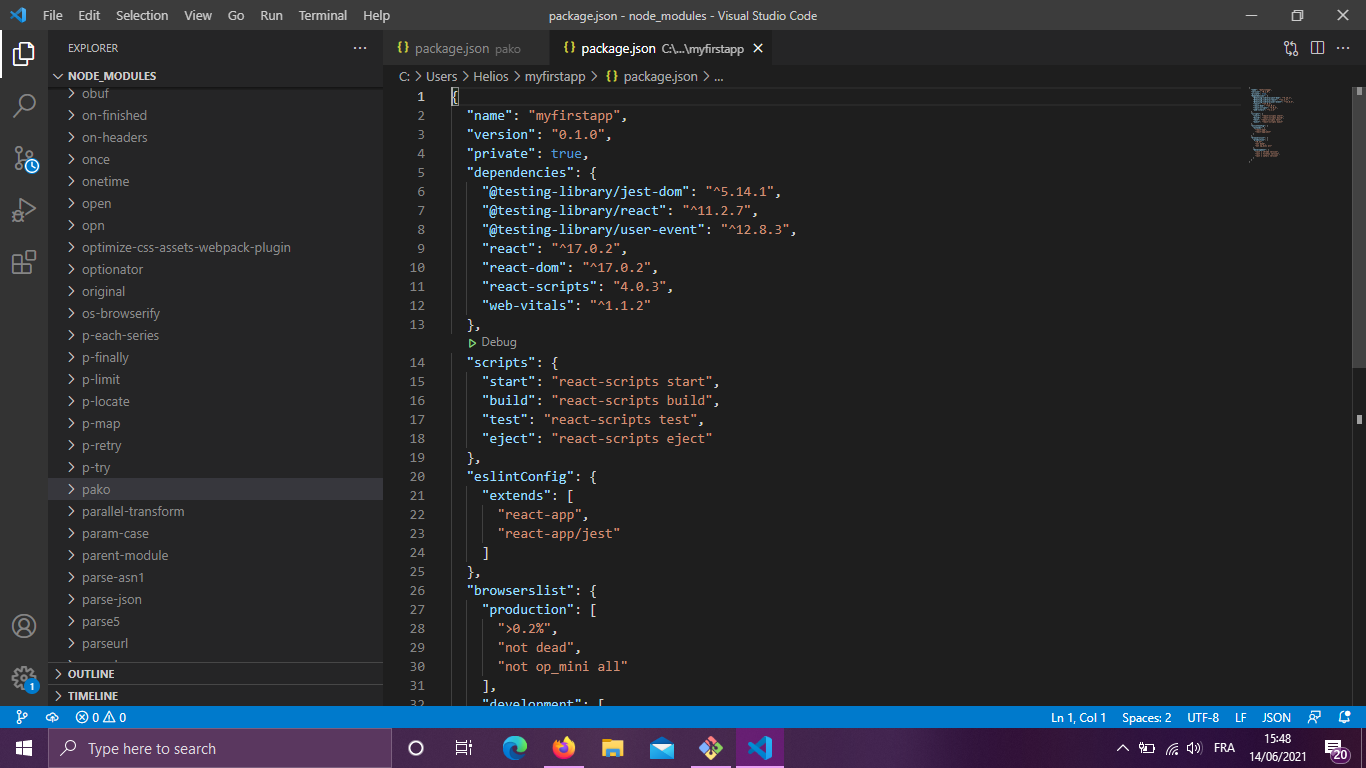 File Edit Selection View Go Run Terminal Help package.json - node_modules - Visual Studio Code
EXPLORER
NODE_MODULES
obuf
on-finished
on-headers
once
onetime
open
opn
optimize-css-assets-webpack-plugin
optionator
original
os-browserify
p-each-series
p-finally
p-limit
p-locate
p-map
p-retry
p-try
pako
parallel-transform
param-case
parent-module
parse-asn1
parse-json
parse5
parseurl
OUTLINE
TIMELINE
{} package.json pako {} package.json C:\...\myfirstapp
C: > Users > Helios > myfirstapp > {} package.json > ...
1 {
2 "name": "myfirstapp",
3 "version": "0.1.0",
4 "private": true,
5 "dependencies": {
6 "@testing-library/jest-dom": "^5.14.1",
7 "@testing-library/react": "^11.2.7",
8 "@testing-library/user-event": "^12.8.3",
9 "react": "^17.0.2",
10 "react-dom": "^17.0.2",
11 "react-scripts": "4.0.3",
12 "web-vitals": "^1.1.2"
13 },
Debug
14 "scripts": {
15 "start": "react-scripts start",
16 "build": "react-scripts build",
17 "test": "react-scripts test",
18 "eject": "react-scripts eject"
19 },
20 "eslintConfig": {
21 "extends": [
22 "react-app",
23 "react-app/jest"
24 ]
25 },
26 "browserslist": {
27 "production": [
28 ">0.2%",
29 "not dead",
30 "not op_mini all"
31 ],
32 "development": [
1
0 0 Ln 1, Col 1 Spaces: 2 UTF-8 LF JSON
Type here to search FRA 15:48
14/06/2021 20